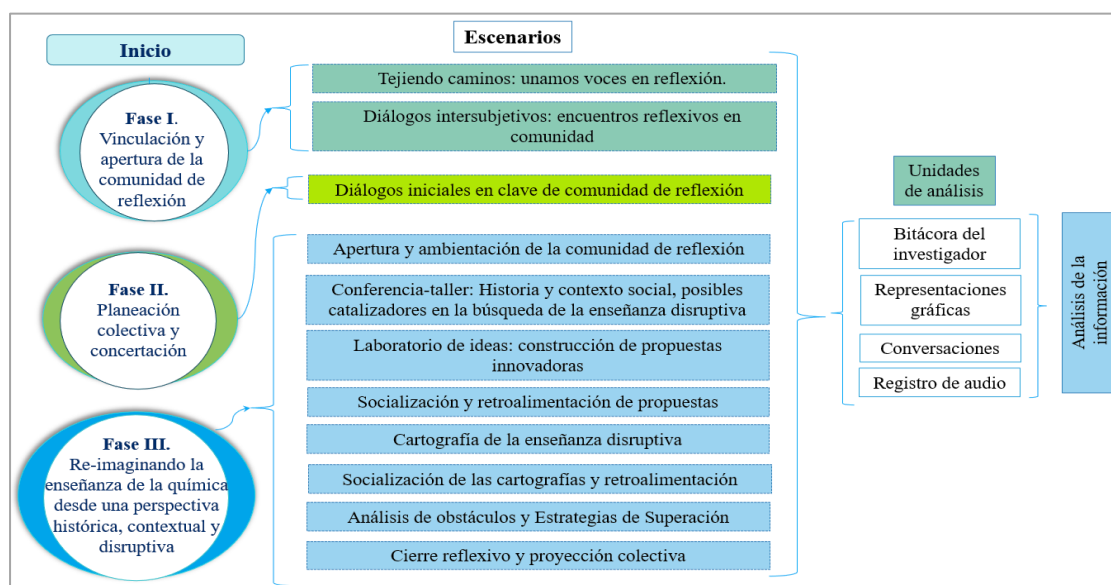 Inicio
Fase I.
Vinculación y
apertura de la
comunidad de
reflexión
Fase II.
Planeación
colectiva y
concertación
Fase III.
Re-imaginando la
enseñanza de la química
desde una perspectiva
histórica, contextual y
disruptiva
Escenarios
Tejiendo caminos: unamos voces en reflexión.
Diálogos intersubjetivos: encuentros reflexivos en
comunidad
Diálogos iniciales en clave de comunidad de reflexión
Apertura y ambientación de la comunidad de reflexión
Conferencia-taller: Historia y contexto social, posibles
catalizadores en la búsqueda de la enseñanza disruptiva
Laboratorio de ideas: construcción de propuestas
innovadoras
Socialización y retroalimentación de propuestas
Cartografía de la enseñanza disruptiva
Socialización de las cartografías y retroalimentación
Análisis de obstáculos y Estrategias de Superación
Cierre reflexivo y proyección colectiva
Unidades
de análisis
Bitácora del
investigador
Representaciones
gráficas
Conversaciones
Registro de audio
Análisis de la
información